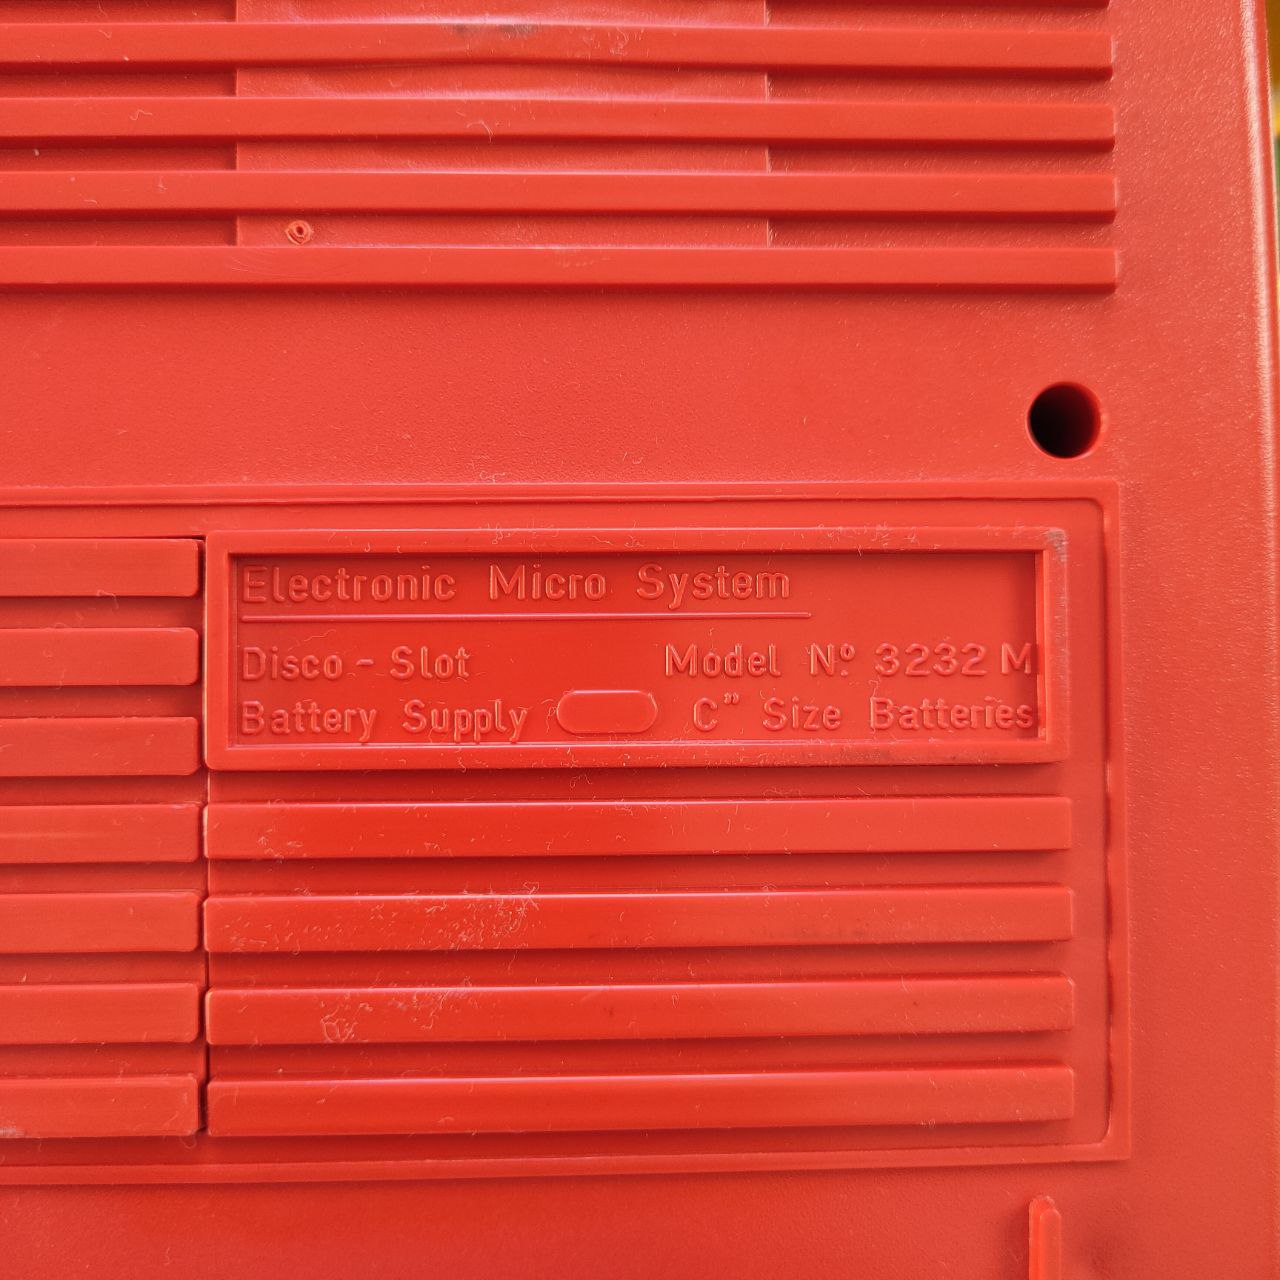 Electronic Micro System
Disco - Slot Model Nº 3232 M
Battery Supply C" Size Batteries